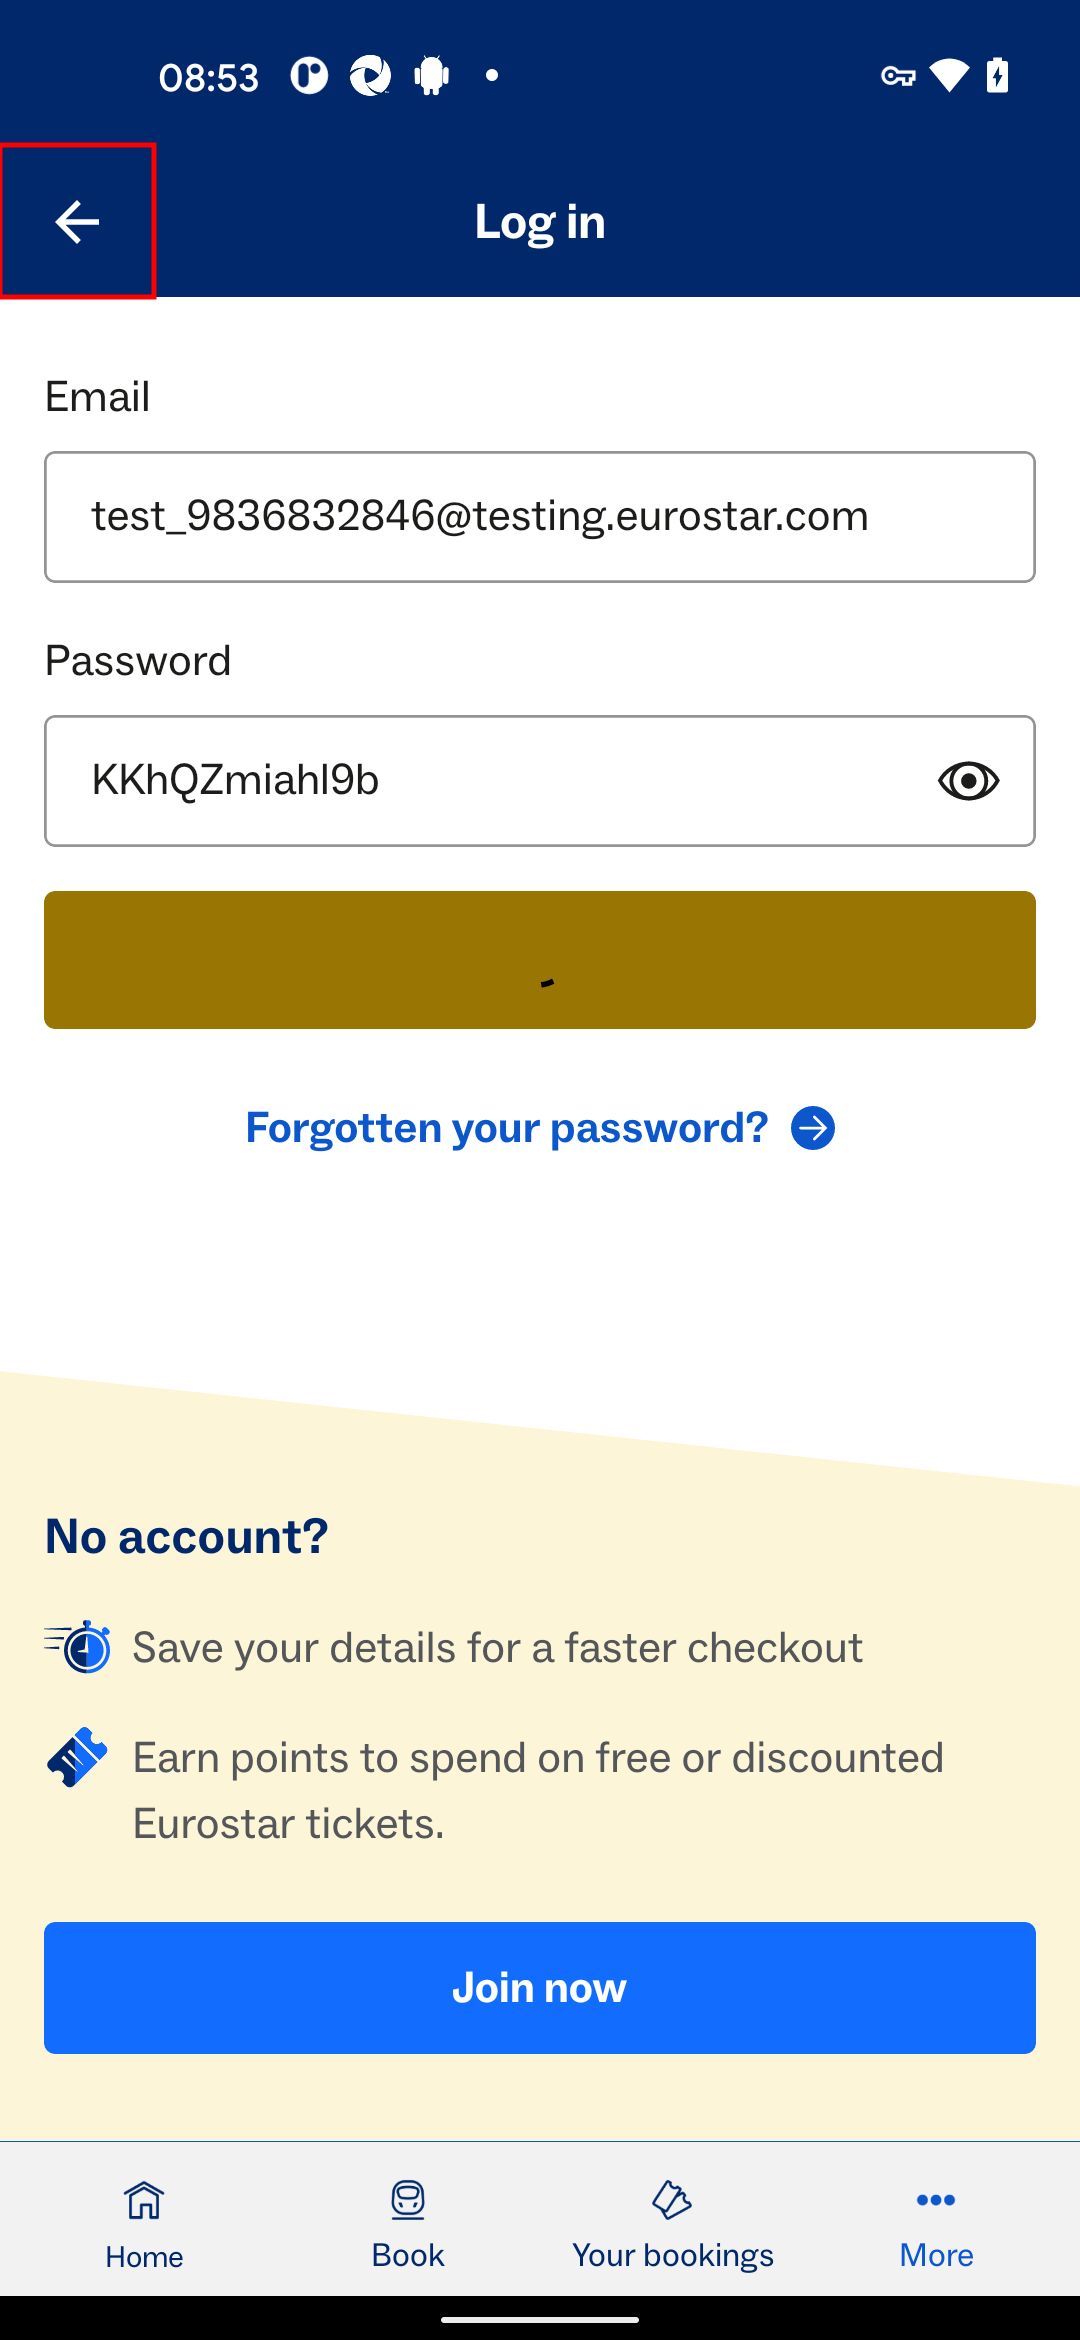 08:53
Log in
Email
test_9836832846@testing.eurostar.com
Password
KKhQZmiahl9b
Forgotten your password?
No account?
Save your details for a faster checkout
Earn points to spend on free or discounted
Eurostar tickets.
Join now
Home
Book
Your bookings
More